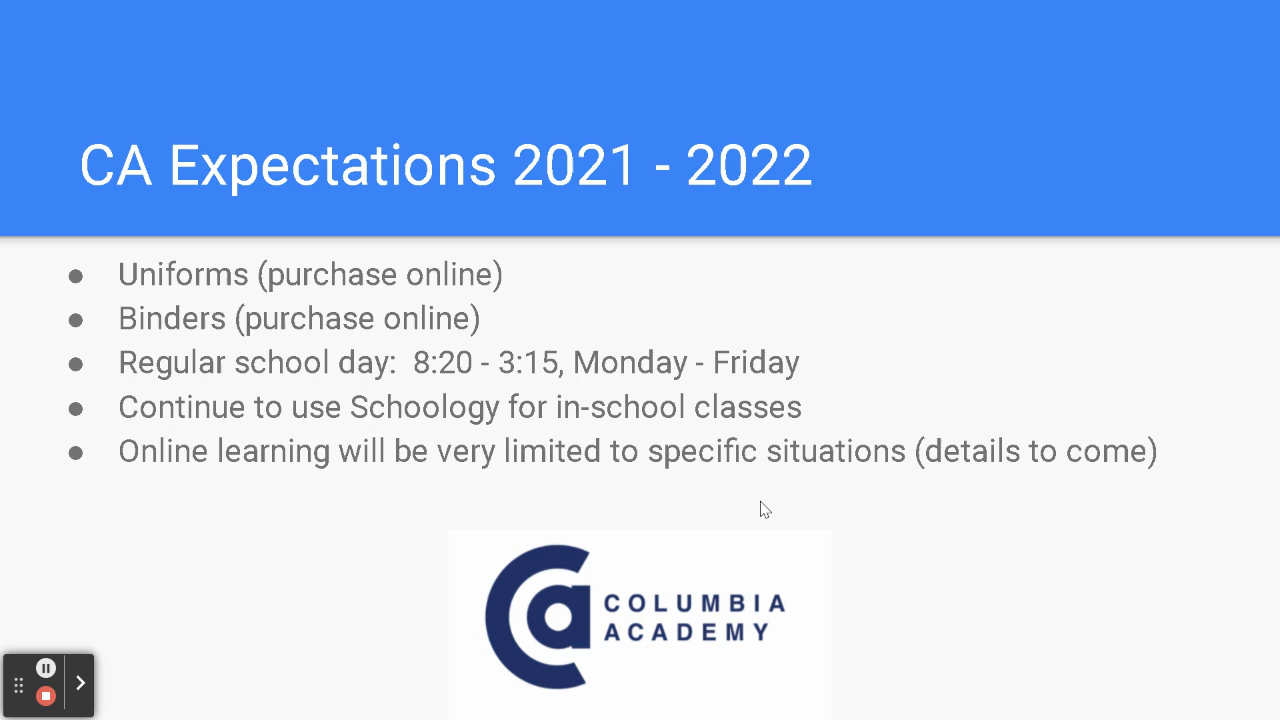 CA Expectations 2021 - 2022
● Uniforms (purchase online)
● Binders (purchase online)
● Regular school day:  8:20 - 3:15, Monday - Friday
● Continue to use Schoology for in-school classes
● Online learning will be very limited to specific situations (details to come)
Ca
COLUMBIA
ACADEMY